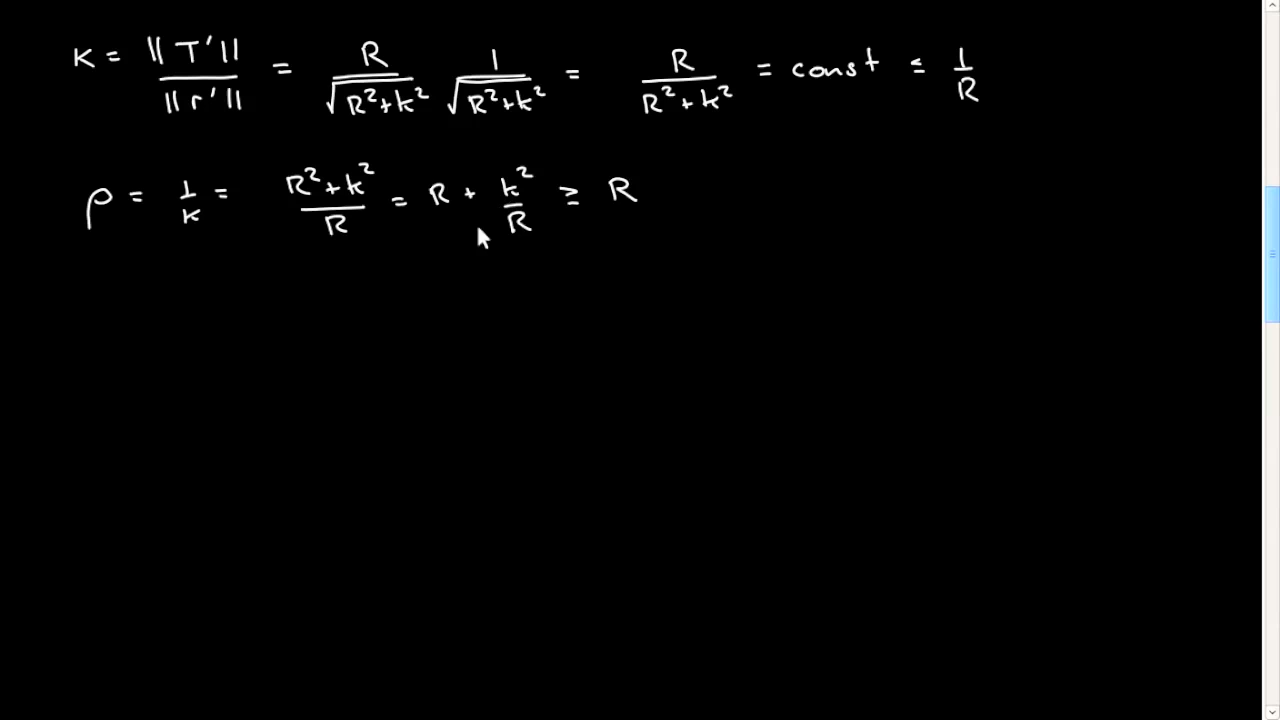 κ = ‖T′‖ / ‖r′‖ = R / √(R²+k²) 1 / √(R²+k²) = R / (R²+k²) = const ≤ 1/R
ρ = 1/κ = (R²+k²) / R = R + k²/R ≥ R